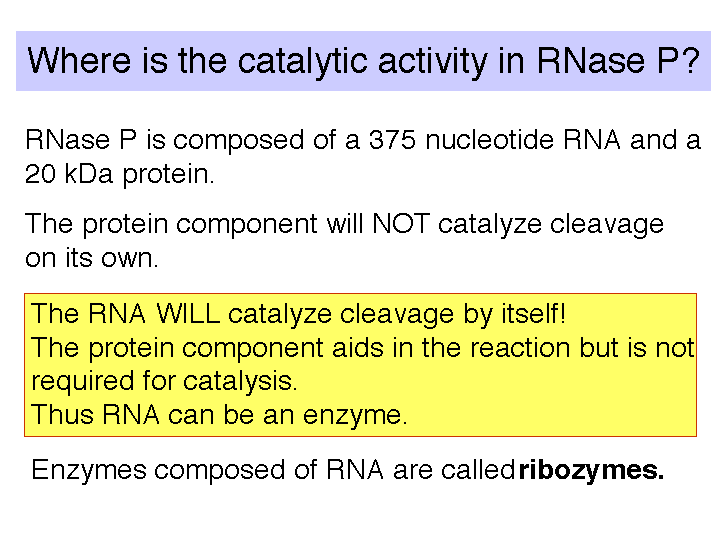 Where is the catalytic activity in RNase P?
RNase P is composed of a 375 nucleotide RNA and a
20 kDa protein.
The protein component will NOT catalyze cleavage
on its own.
The RNA WILL catalyze cleavage by itself!
The protein component aids in the reaction but is not
required for catalysis.
Thus RNA can be an enzyme.
Enzymes composed of RNA are called ribozymes.